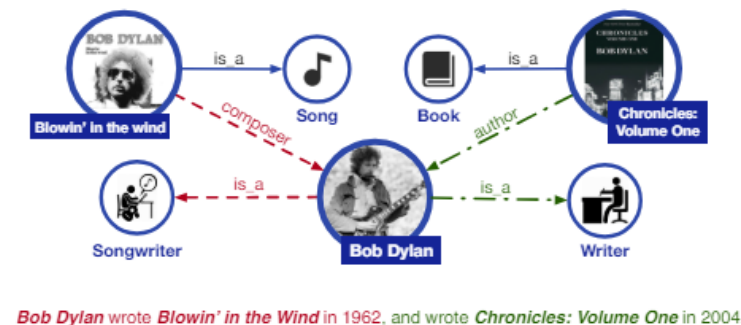 BOB DYLAN
CHRONICLES
VOLUME ONE
BOB DYLAN
is_a
is_a
Blowin' in the wind
Song
Book
Chronicles:
Volume One
composer
author
is_a
is_a
Songwriter
Bob Dylan
Writer
Bob Dylan wrote Blowin' in the Wind in 1962, and wrote Chronicles: Volume One in 2004